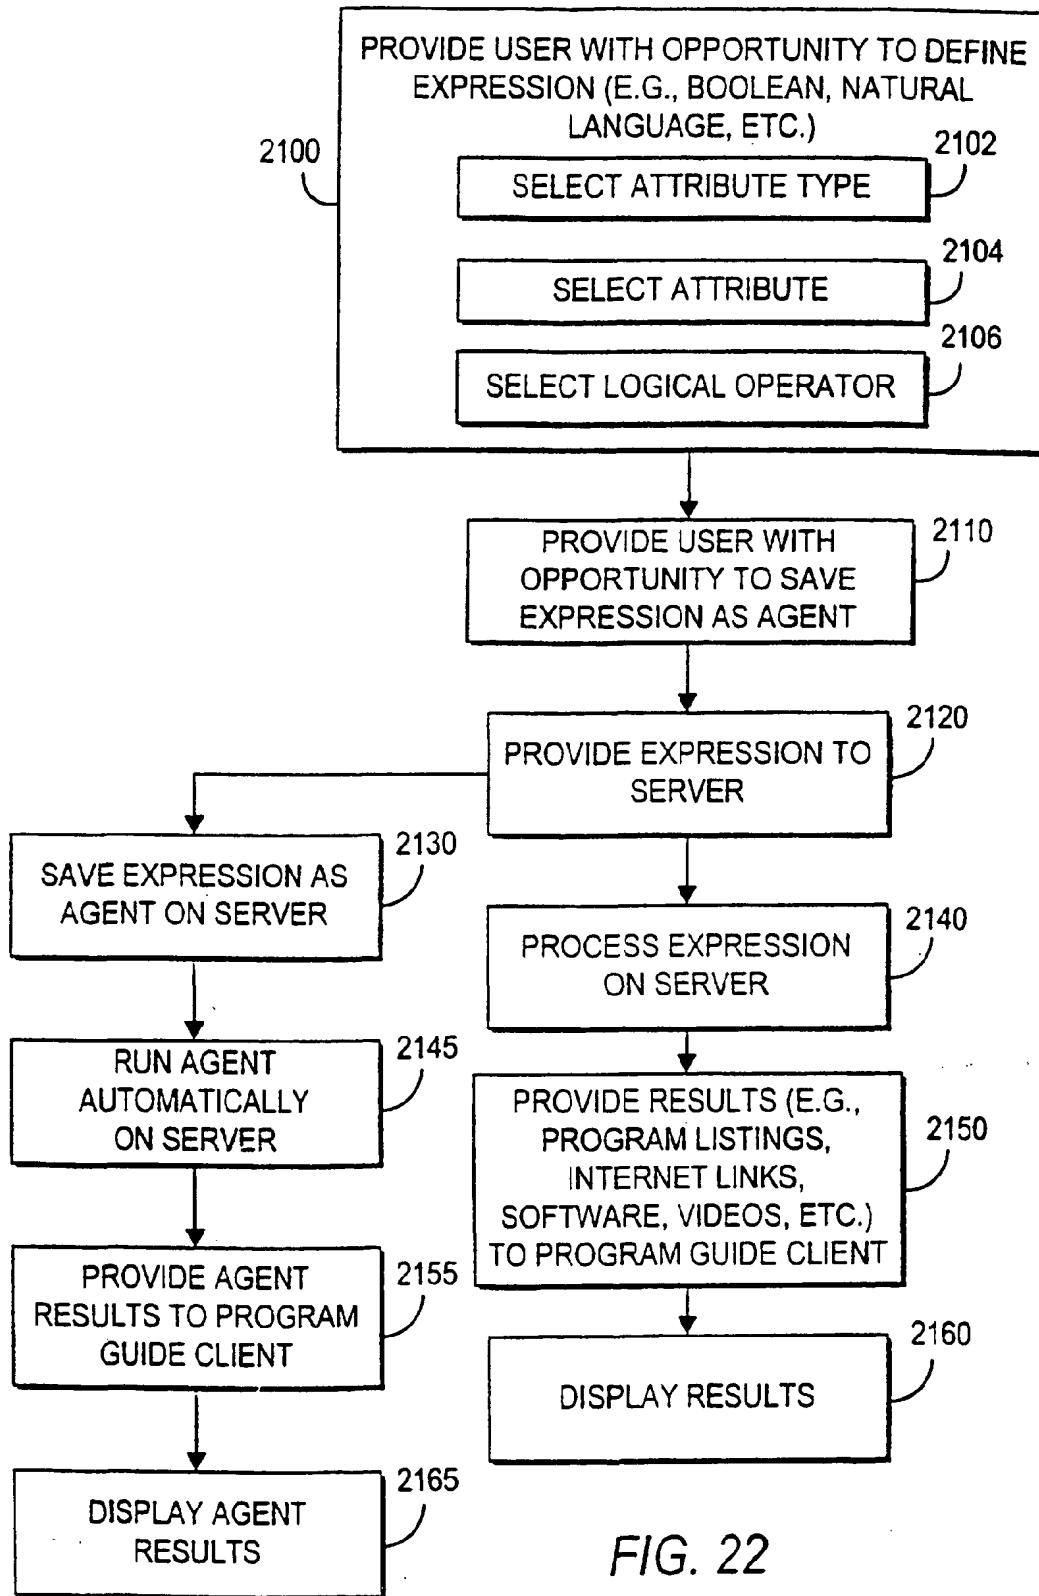 PROVIDE USER WITH OPPORTUNITY TO DEFINE
EXPRESSION (E.G., BOOLEAN, NATURAL
LANGUAGE, ETC.)
2100
2102
SELECT ATTRIBUTE TYPE
2104
SELECT ATTRIBUTE
2106
SELECT LOGICAL OPERATOR
2110
PROVIDE USER WITH
OPPORTUNITY TO SAVE
EXPRESSION AS AGENT
2120
PROVIDE EXPRESSION TO
SERVER
2130
SAVE EXPRESSION AS
AGENT ON SERVER
2140
PROCESS EXPRESSION
ON SERVER
2145
RUN AGENT
AUTOMATICALLY
ON SERVER
2150
PROVIDE RESULTS (E.G.,
PROGRAM LISTINGS,
INTERNET LINKS,
SOFTWARE, VIDEOS, ETC.)
TO PROGRAM GUIDE CLIENT
2155
PROVIDE AGENT
RESULTS TO PROGRAM
GUIDE CLIENT
2160
DISPLAY RESULTS
2165
DISPLAY AGENT
RESULTS
FIG. 22